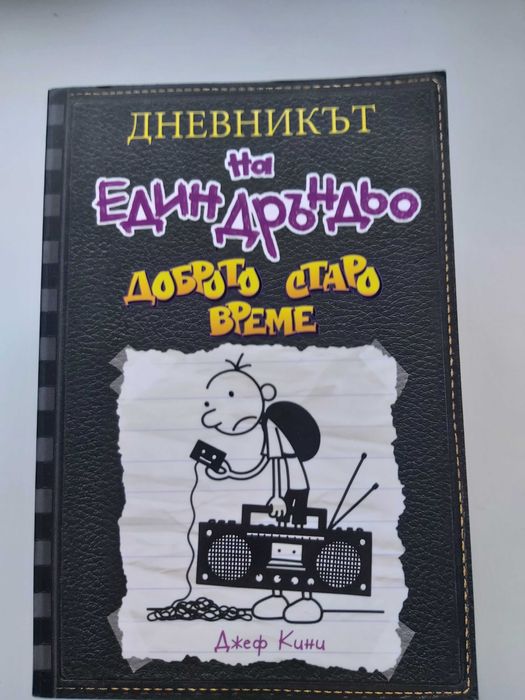 ДНЕВНИКЪТ
на
ЕДИН ДРЪНДЬО
ДОБРОТО СТАРО
ВРЕМЕ
Джеф Кини